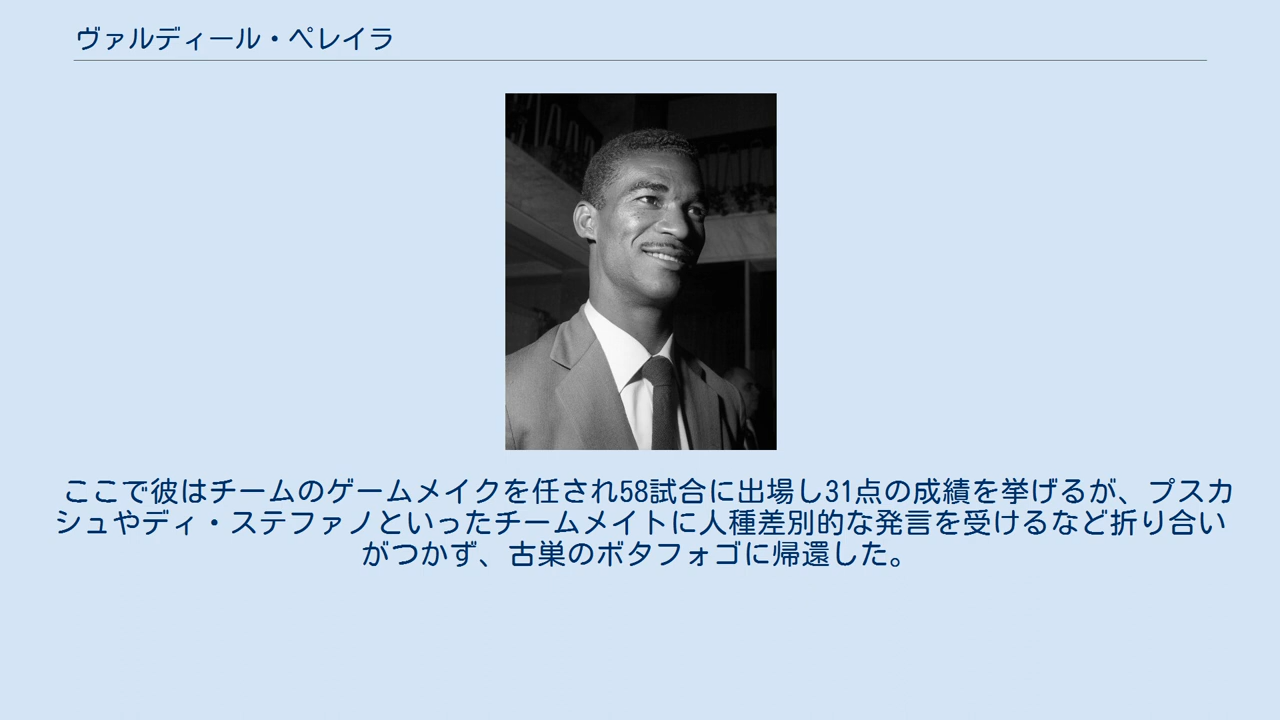 ヴァルディール・ペレイラ
ここで彼はチームのゲームメイクを任され58試合に出場し31点の成績を挙げるが、プスカ
シュやディ・ステファノといったチームメイトに人種差別的な発言を受けるなど折り合い
がつかず、古巣のボタフォゴに帰還した。